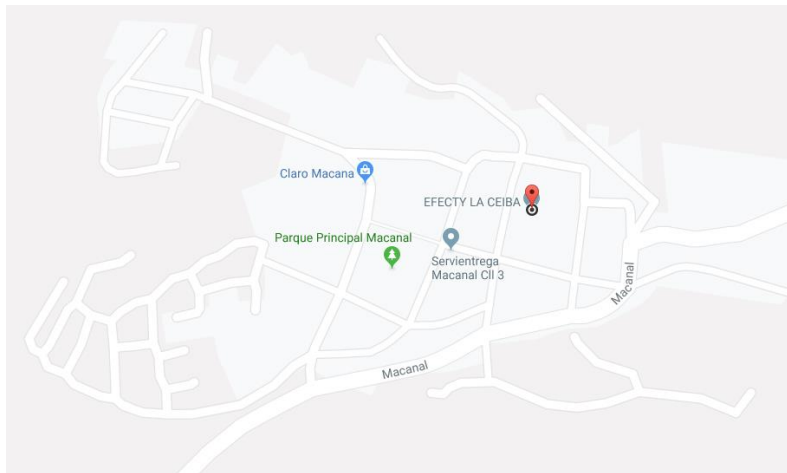 Claro Macana
EFECTY LA CEIBA
Parque Principal Macanal
Servientrega
Macanal Cll 3
Macanal
Macanal